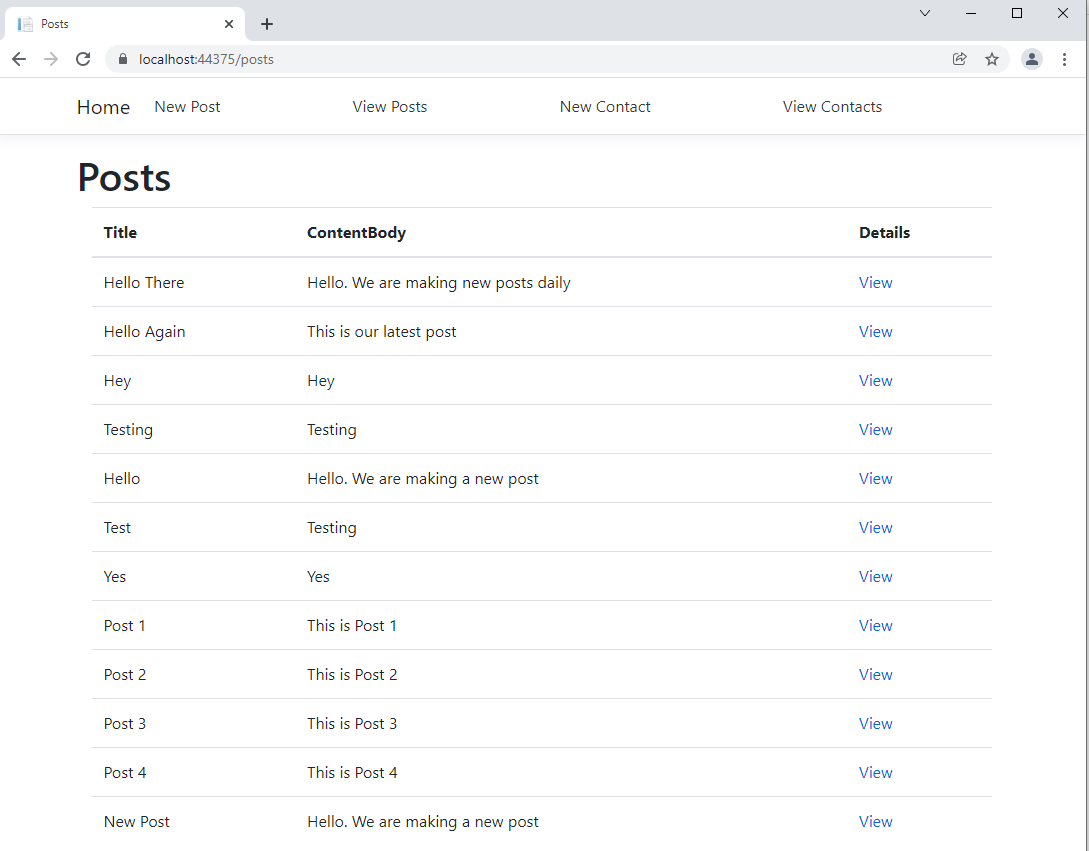 Posts
localhost:44375/posts
Home New Post View Posts New Contact View Contacts
Posts
Title ContentBody Details
Hello There Hello. We are making new posts daily View
Hello Again This is our latest post View
Hey Hey View
Testing Testing View
Hello Hello. We are making a new post View
Test Testing View
Yes Yes View
Post 1 This is Post 1 View
Post 2 This is Post 2 View
Post 3 This is Post 3 View
Post 4 This is Post 4 View
New Post Hello. We are making a new post View